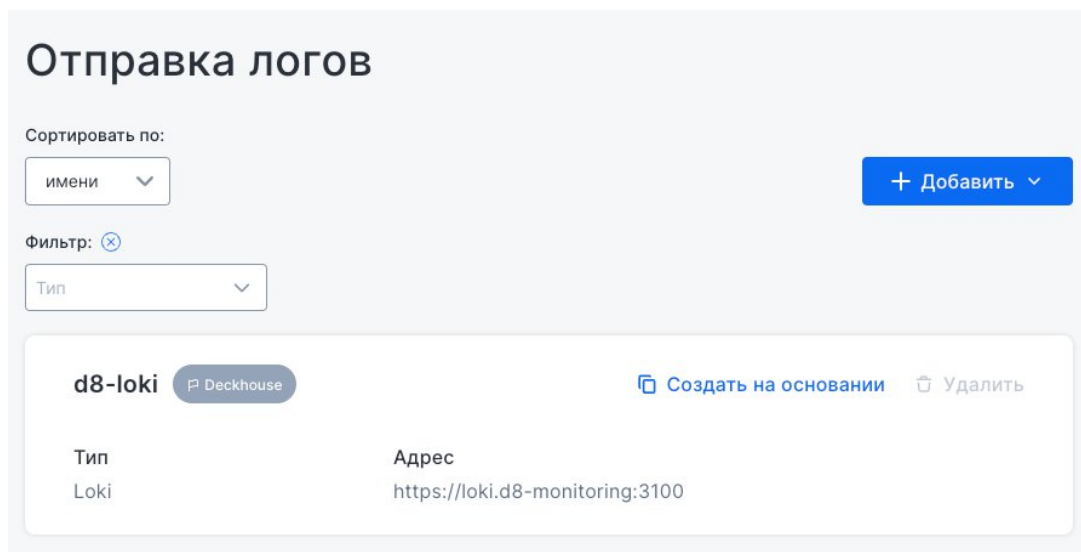 Отправка логов
Сортировать по:
имени
+ Добавить
Фильтр:
Тип
d8-loki Deckhouse Создать на основании Удалить
Тип Адрес
Loki https://loki.d8-monitoring:3100